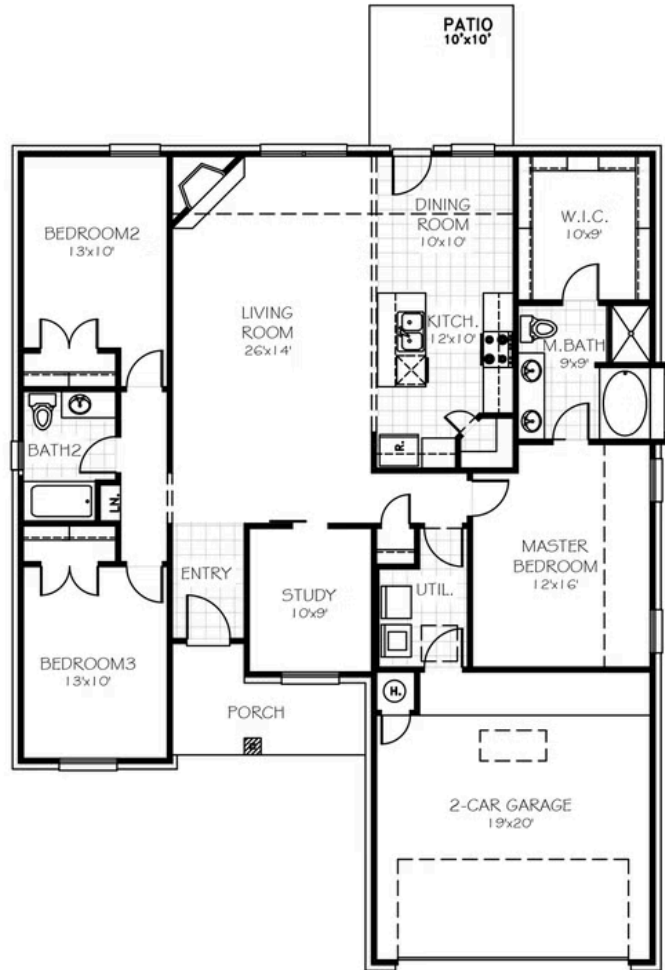 PATIO
10'x10'
BEDROOM2
13'x10'
DINING
ROOM
10'x10'
W.I.C.
10'x9'
LIVING
ROOM
26'x14'
KITCH.
12'x10'
M.BATH
9'x9'
BATH2
LN.
R.
ENTRY
STUDY
10'x9'
UTIL.
MASTER
BEDROOM
12'x16'
BEDROOM3
13'x10'
PORCH
H.
2-CAR GARAGE
19'x20'